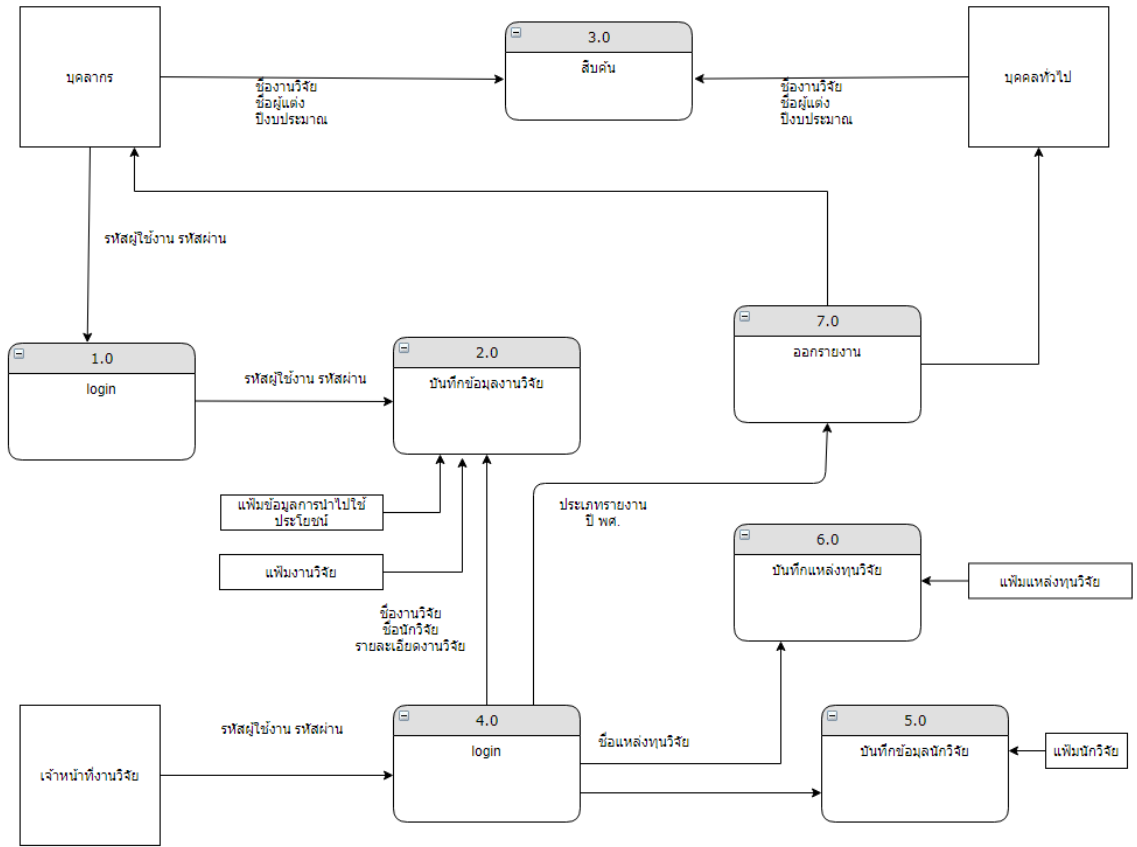 3.0
สืบค้น
บุคลากร
บุคคลทั่วไป
ชื่องานวิจัย
ชื่อผู้แต่ง
ปีงบประมาณ
ชื่องานวิจัย
ชื่อผู้แต่ง
ปีงบประมาณ
รหัสผู้ใช้งาน รหัสผ่าน
7.0
ออกรายงาน
1.0
login
รหัสผู้ใช้งาน รหัสผ่าน
2.0
บันทึกข้อมูลงานวิจัย
แฟ้มข้อมูลการนำไปใช้
ประโยชน์
ประเภทรายงาน
ปี พศ.
แฟ้มงานวิจัย
6.0
บันทึกแหล่งทุนวิจัย
แฟ้มแหล่งทุนวิจัย
ชื่องานวิจัย
ชื่อนักวิจัย
รายละเอียดงานวิจัย
เจ้าหน้าที่งานวิจัย
รหัสผู้ใช้งาน รหัสผ่าน
4.0
login
ชื่อแหล่งทุนวิจัย
5.0
บันทึกข้อมูลนักวิจัย
แฟ้มนักวิจัย